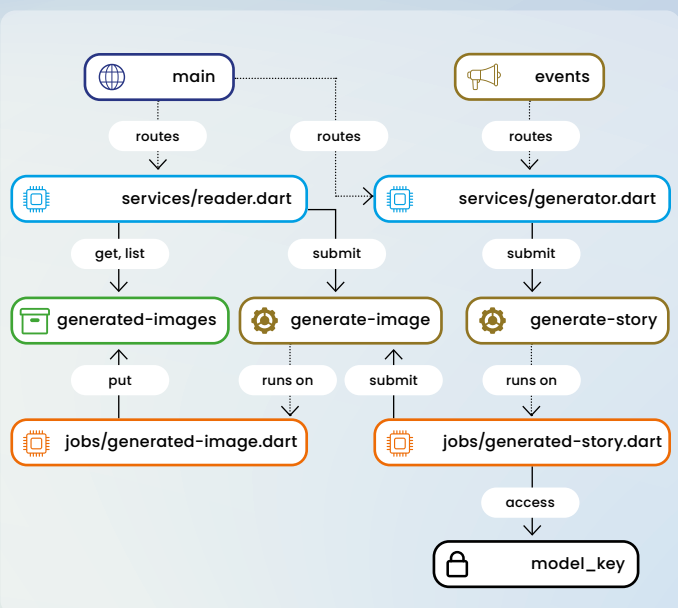 main
events
routes
routes
routes
services/reader.dart
services/generator.dart
get, list
submit
submit
generated-images
generate-image
generate-story
put
runs on
submit
runs on
jobs/generated-image.dart
jobs/generated-story.dart
access
model_key